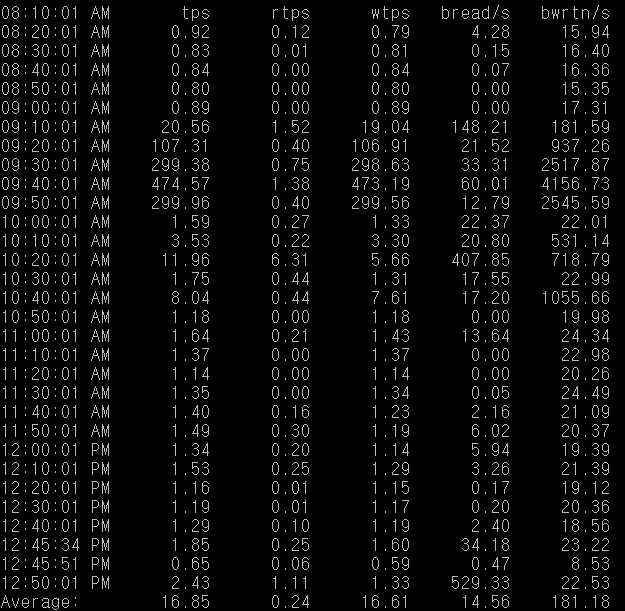 08:10:01 AM tps rtps wtps bread/s bwrtn/s
08:20:01 AM 0.92 0.12 0.79 4.28 15.94
08:30:01 AM 0.83 0.01 0.81 0.15 16.40
08:40:01 AM 0.84 0.00 0.84 0.07 16.36
08:50:01 AM 0.80 0.00 0.80 0.00 15.35
09:00:01 AM 0.89 0.00 0.89 0.00 17.31
09:10:01 AM 20.56 1.52 19.04 148.21 181.59
09:20:01 AM 107.31 0.40 106.91 21.52 937.26
09:30:01 AM 299.38 0.75 298.63 33.31 2517.87
09:40:01 AM 474.57 1.38 473.19 60.01 4156.73
09:50:01 AM 299.96 0.40 299.56 12.79 2545.59
10:00:01 AM 1.59 0.27 1.33 22.37 22.01
10:10:01 AM 3.53 0.22 3.30 20.80 531.14
10:20:01 AM 11.96 6.31 5.66 407.85 718.79
10:30:01 AM 1.75 0.44 1.31 17.55 22.99
10:40:01 AM 8.04 0.44 7.61 17.20 1055.66
10:50:01 AM 1.18 0.00 1.18 0.00 19.98
11:00:01 AM 1.64 0.21 1.43 13.64 24.34
11:10:01 AM 1.37 0.00 1.37 0.00 22.98
11:20:01 AM 1.14 0.00 1.14 0.00 20.26
11:30:01 AM 1.35 0.00 1.34 0.05 24.49
11:40:01 AM 1.40 0.16 1.23 2.16 21.09
11:50:01 AM 1.49 0.30 1.19 6.02 20.37
12:00:01 PM 1.34 0.20 1.14 5.94 19.39
12:10:01 PM 1.53 0.25 1.29 3.26 21.39
12:20:01 PM 1.16 0.01 1.15 0.17 19.12
12:30:01 PM 1.19 0.01 1.17 0.20 20.36
12:40:01 PM 1.29 0.10 1.19 2.40 18.56
12:45:34 PM 1.85 0.25 1.60 34.18 23.22
12:45:51 PM 0.65 0.06 0.59 0.47 8.53
12:50:01 PM 2.43 1.11 1.33 529.33 22.53
Average: 16.85 0.24 16.61 14.56 181.18